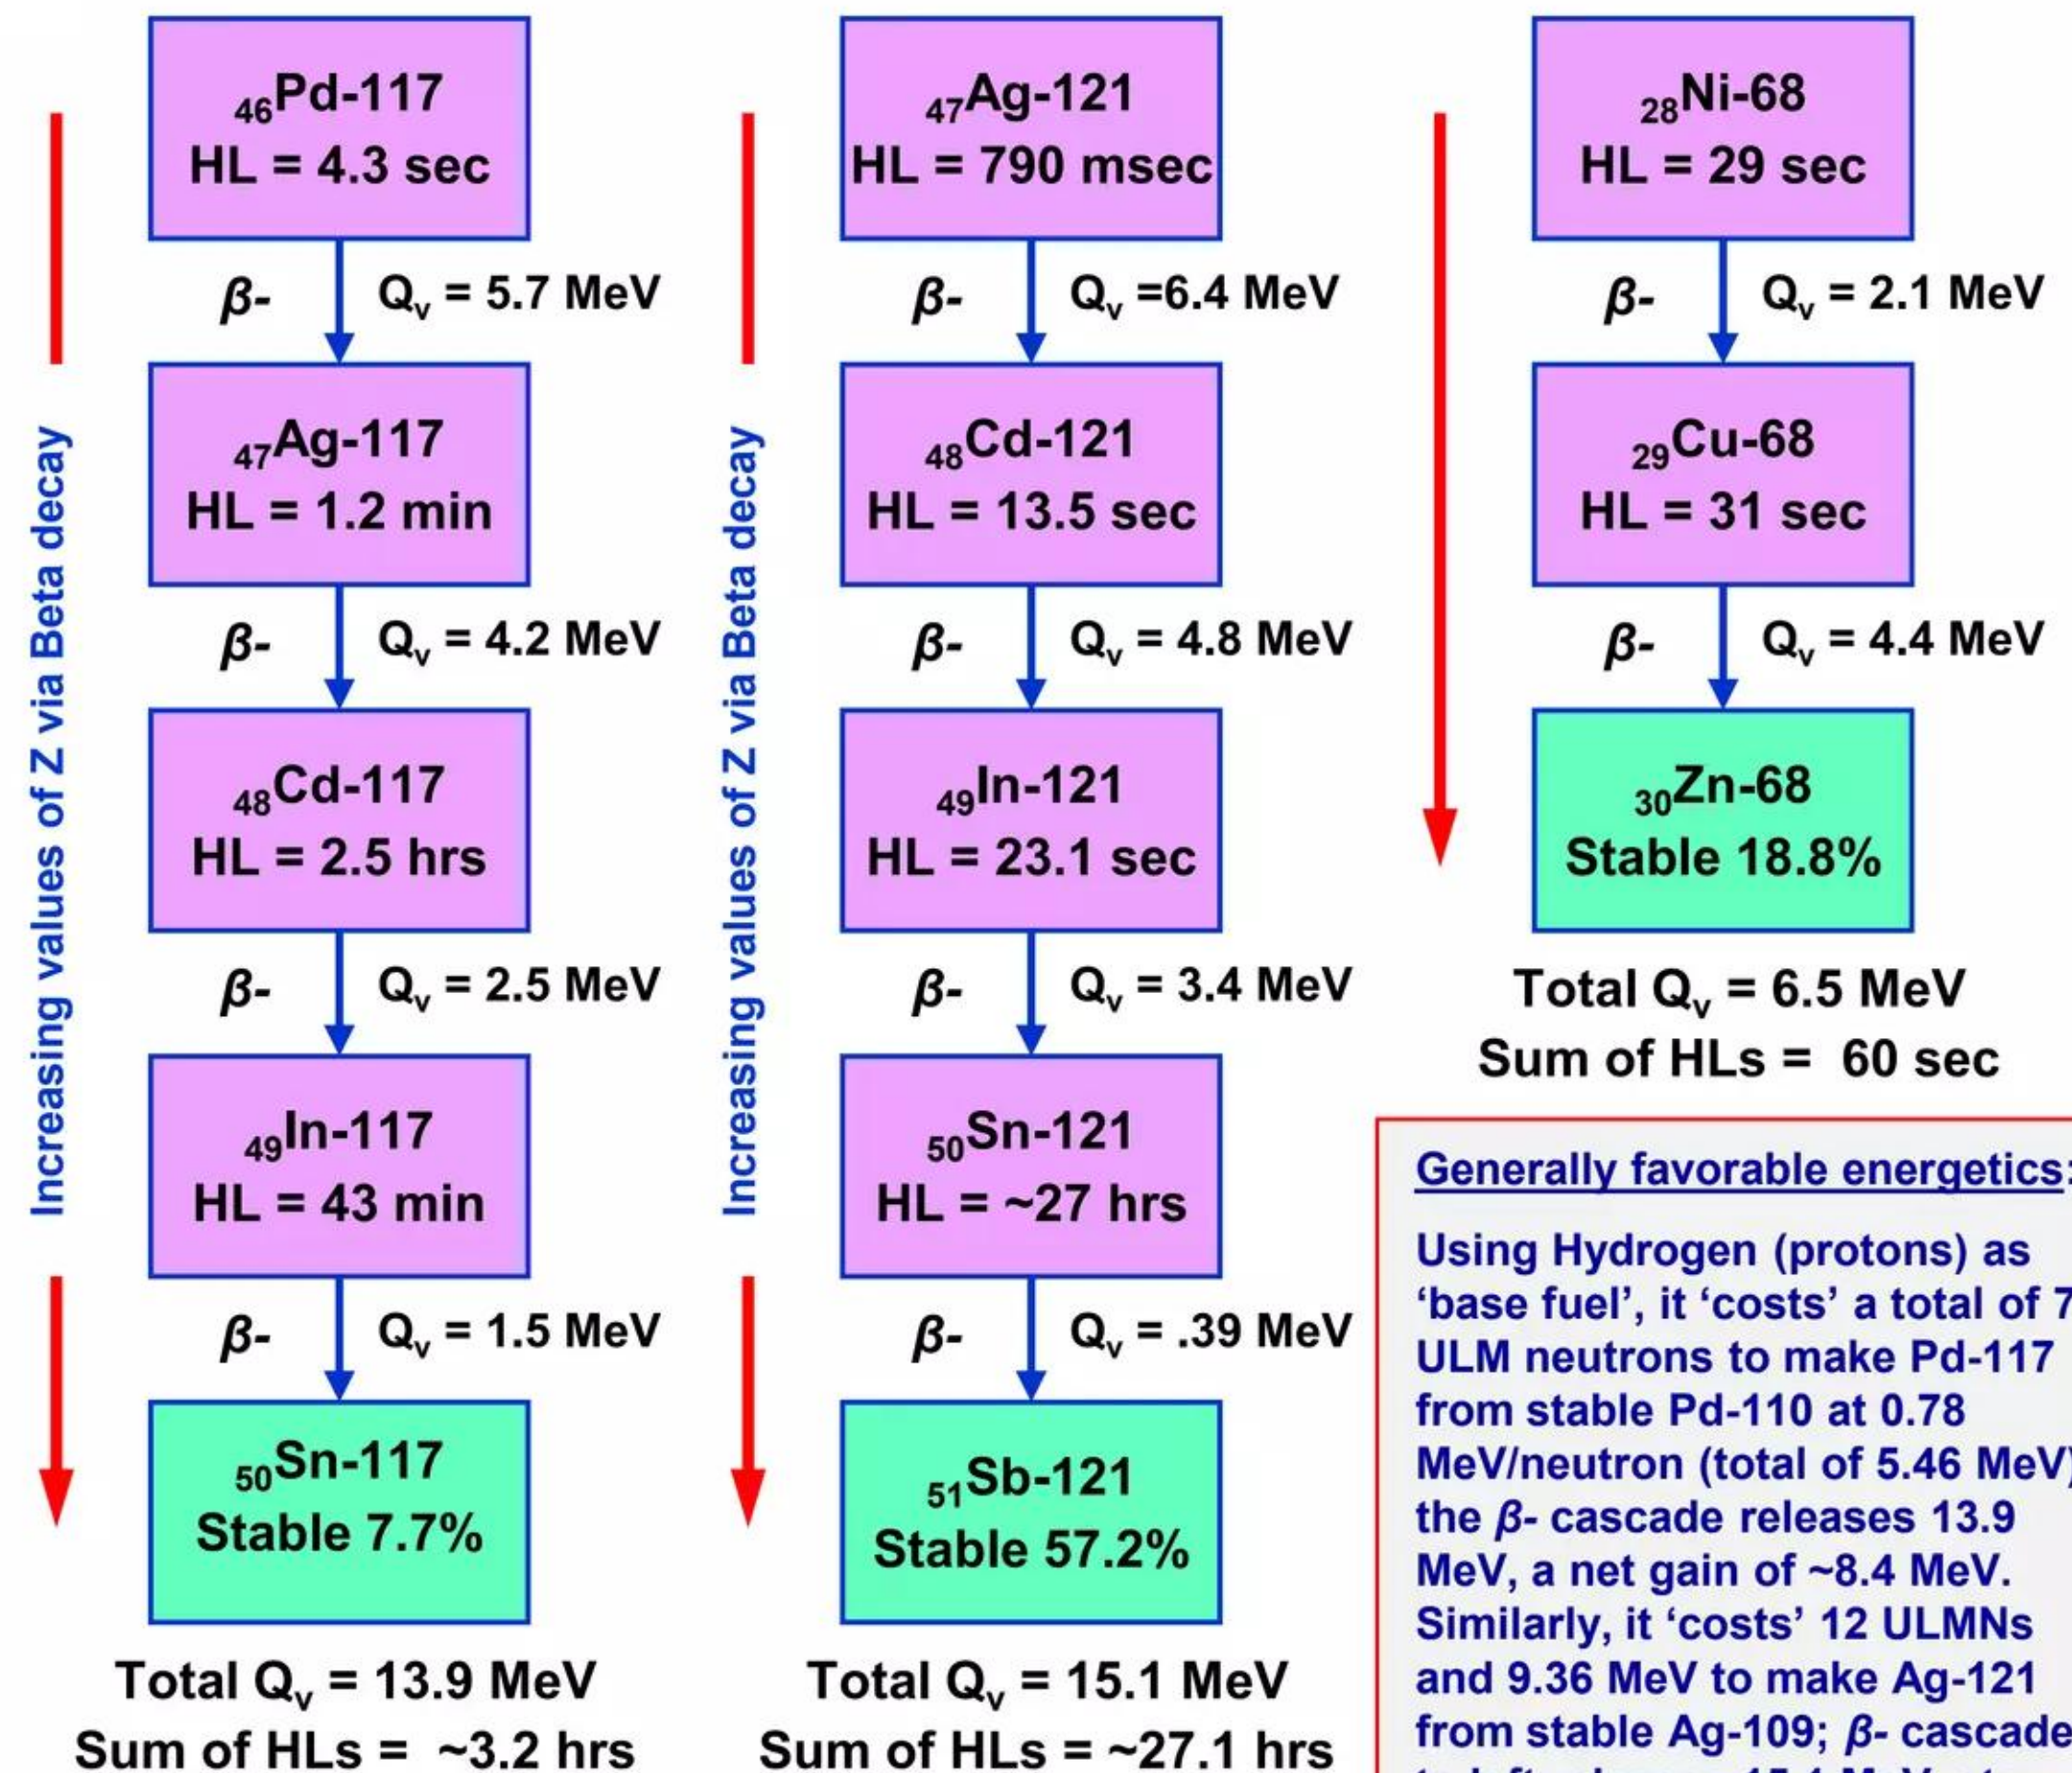 46Pd-117
HL = 4.3 sec
β-
Qv = 5.7 MeV
47Ag-117
HL = 1.2 min
β-
Qv = 4.2 MeV
48Cd-117
HL = 2.5 hrs
β-
Qv = 2.5 MeV
49In-117
HL = 43 min
β-
Qv = 1.5 MeV
50Sn-117
Stable 7.7%
Total Qv = 13.9 MeV
Sum of HLs = ~3.2 hrs
Increasing values of Z via Beta decay
47Ag-121
HL = 790 msec
β-
Qv =6.4 MeV
48Cd-121
HL = 13.5 sec
β-
Qv = 4.8 MeV
49In-121
HL = 23.1 sec
β-
Qv = 3.4 MeV
50Sn-121
HL = ~27 hrs
β-
Qv = .39 MeV
51Sb-121
Stable 57.2%
Total Qv = 15.1 MeV
Sum of HLs = ~27.1 hrs
Increasing values of Z via Beta decay
28Ni-68
HL = 29 sec
β-
Qv = 2.1 MeV
29Cu-68
HL = 31 sec
β-
Qv = 4.4 MeV
30Zn-68
Stable 18.8%
Total Qv = 6.5 MeV
Sum of HLs = 60 sec
Generally favorable energetics:
Using Hydrogen (protons) as
‘base fuel’, it ‘costs’ a total of 7
ULM neutrons to make Pd-117
from stable Pd-110 at 0.78
MeV/neutron (total of 5.46 MeV)
the β- cascade releases 13.9
MeV, a net gain of ~8.4 MeV.
Similarly, it ‘costs’ 12 ULMNs
and 9.36 MeV to make Ag-121
from stable Ag-109; β- cascade